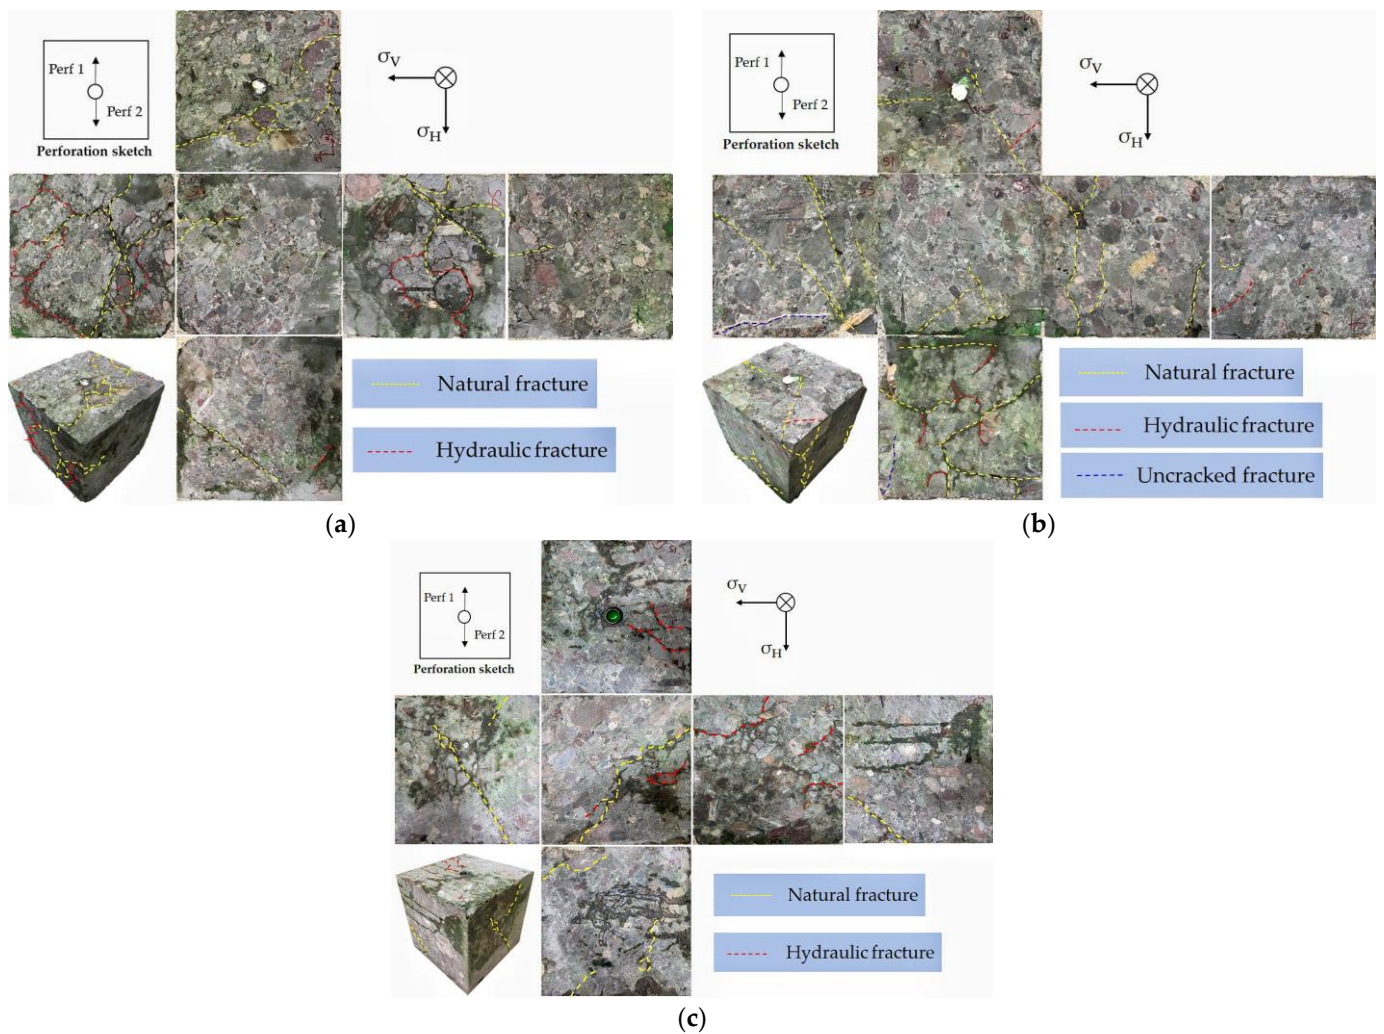 Perf 1
Perf 2
Perforation sketch
σV
σH
Natural fracture
Hydraulic fracture
(a)
Perf 1
Perf 2
Perforation sketch
σV
σH
S1
Natural fracture
Hydraulic fracture
Uncracked fracture
(b)
Perf 1
Perf 2
Perforation sketch
S1
σV
σH
Natural fracture
Hydraulic fracture
(c)